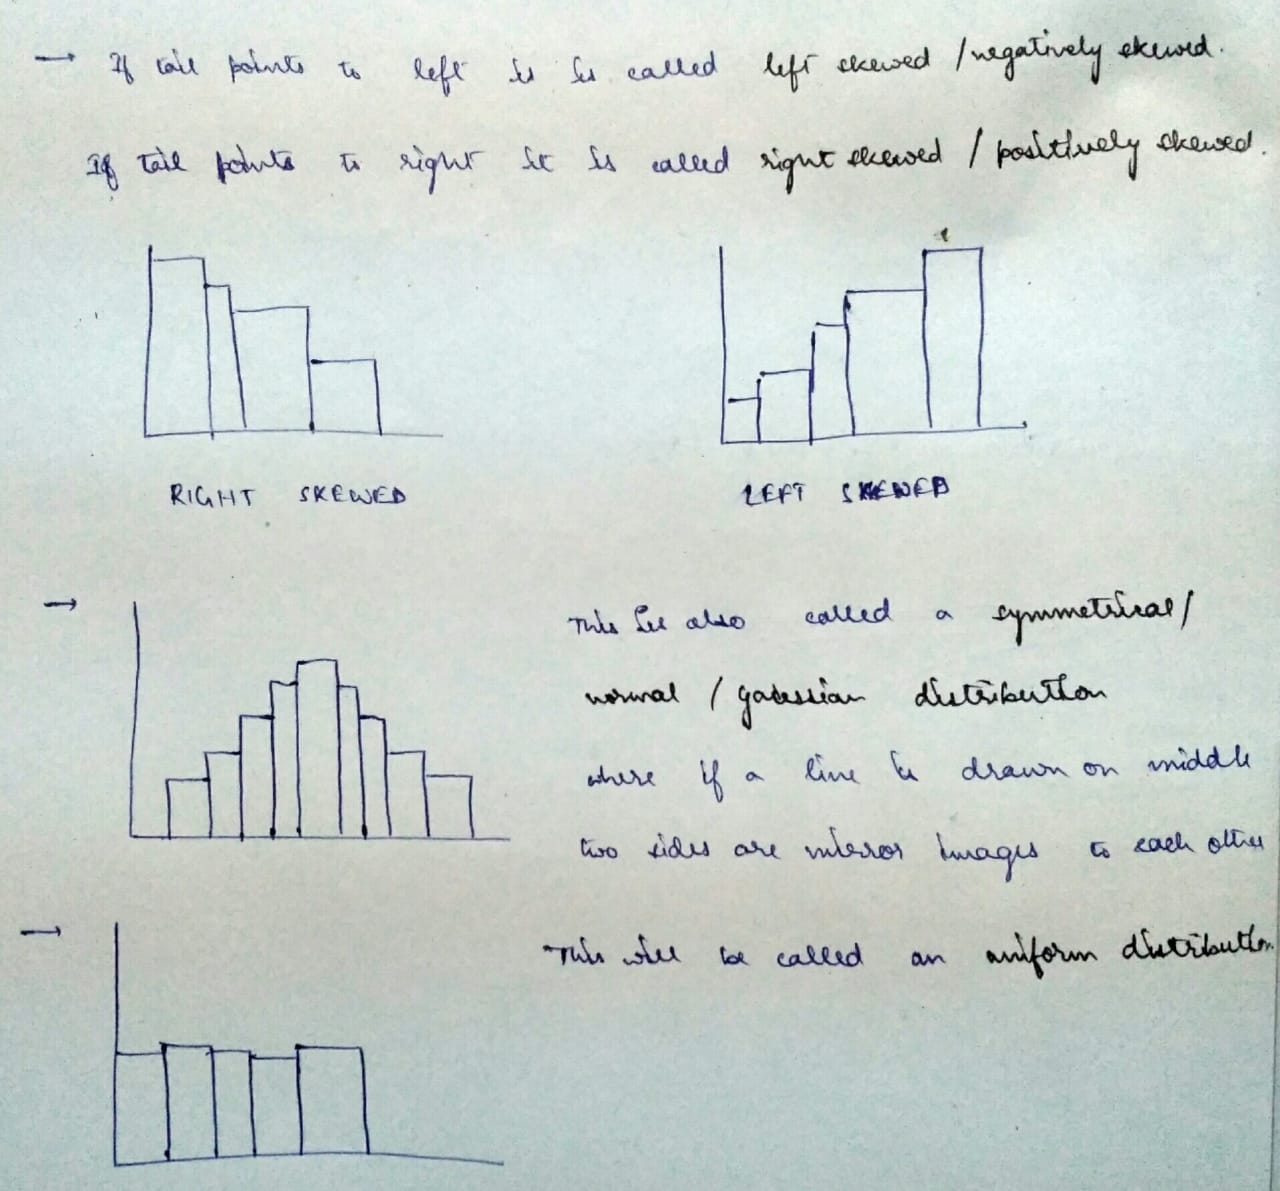 → If tail points to left it is called left skewed / negatively skewed.
If tail points to right it is called right skewed / positively skewed.
RIGHT SKEWED
LEFT SKEWED
→ This is also called a symmetrical /
normal / gaussian distribution
where if a line is drawn on middle
two sides are mirror images to each other
→ This will be called an uniform distribution